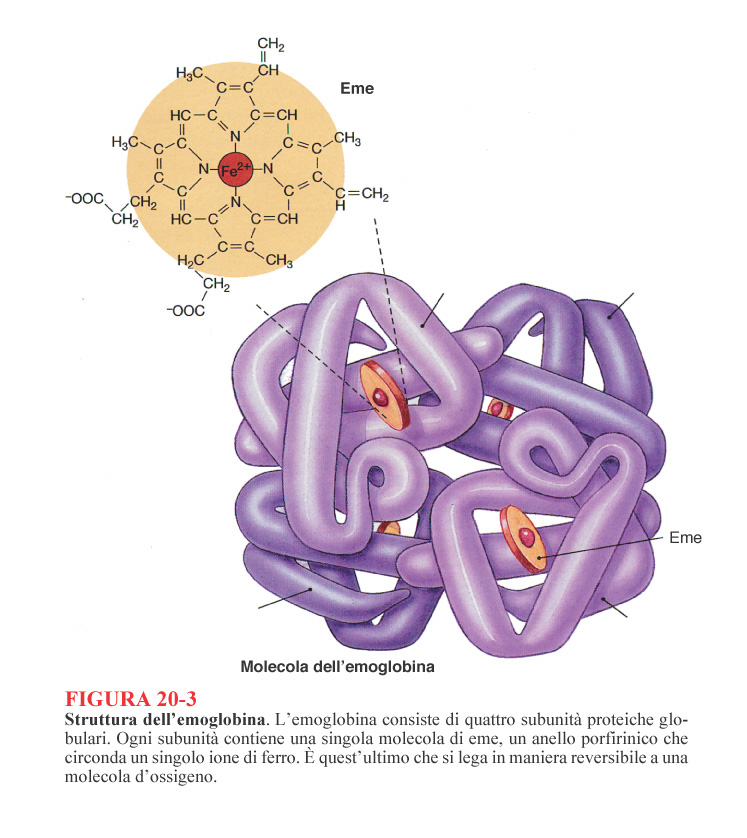 CH₂
H₃C
CH
C=C
Eme
HC
C
C=CH
N
H₃C
C
C
CH₃
C
C
N
Fe²⁺
N
C
C
C
C
C=CH₂
H
⁻OOC
CH₂
CH₂
HC
C
N
C=CH
C=C
H₂C
CH₃
CH₂
⁻OOC
Eme
Molecola dell'emoglobina
FIGURA 20-3
Struttura dell'emoglobina. L'emoglobina consiste di quattro subunità proteiche glo-
bulari. Ogni subunità contiene una singola molecola di eme, un anello porfirinico che
circonda un singolo ione di ferro. È quest'ultimo che si lega in maniera reversibile a una
molecola d'ossigeno.